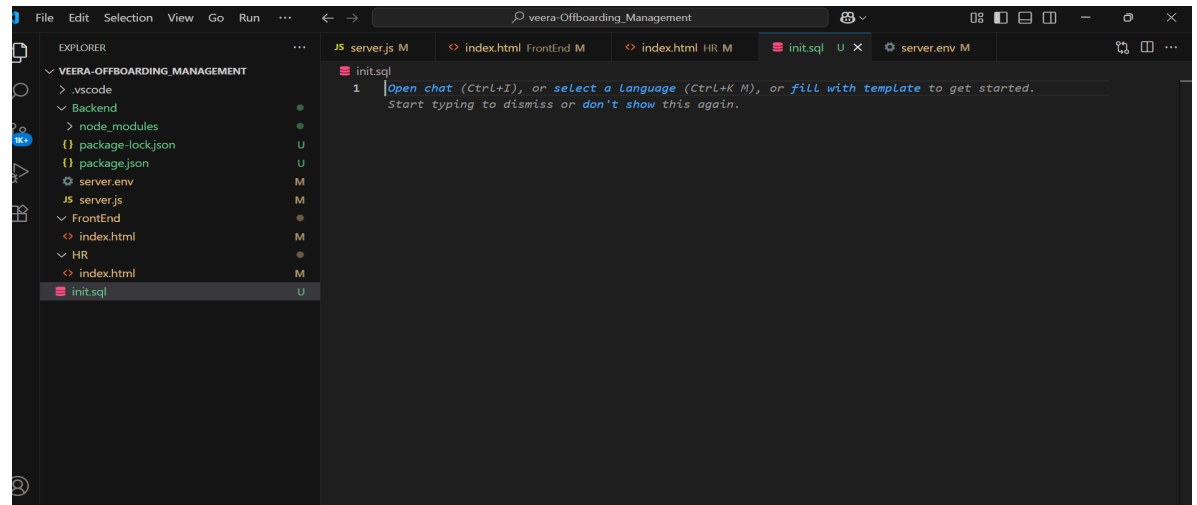 File Edit Selection View Go Run ··· veera-Offboarding_Management
EXPLORER ···
JS server.js M <> index.html FrontEnd M <> index.html HR M init.sql U server.env M ···
VEERA-OFFBOARDING_MANAGEMENT
init.sql
.vscode
1 Open chat (Ctrl+I), or select a language (Ctrl+K M), or fill with template to get started.
Backend
Start typing to dismiss or don't show this again.
node_modules
1K+
{} package-lock.json U
{} package.json U
server.env M
JS server.js M
FrontEnd
<> index.html M
HR
<> index.html M
init.sql U